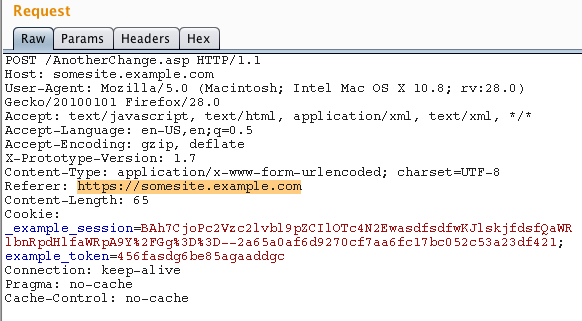 Request
Raw Params Headers Hex
POST /AnotherChange.asp HTTP/1.1
Host: somesite.example.com
User-Agent: Mozilla/5.0 (Macintosh; Intel Mac OS X 10.8; rv:28.0)
Gecko/20100101 Firefox/28.0
Accept: text/javascript, text/html, application/xml, text/xml, */*
Accept-Language: en-US,en;q=0.5
Accept-Encoding: gzip, deflate
X-Prototype-Version: 1.7
Content-Type: application/x-www-form-urlencoded; charset=UTF-8
Referer: https://somesite.example.com
Content-Length: 65
Cookie:
_example_session=BAh7CjoPc2Vzc2lvbl9pZCIlOTc4N2EwasdfsdfwKJlskjfdsfQaWR
lbnRpdHlfaWRpA9Y%2FGg%3D%3D--2a65a0af6d9270cf7aa6fc17bc052c53a23df421;
example_token=456fasdg6be85agaaddgc
Connection: keep-alive
Pragma: no-cache
Cache-Control: no-cache